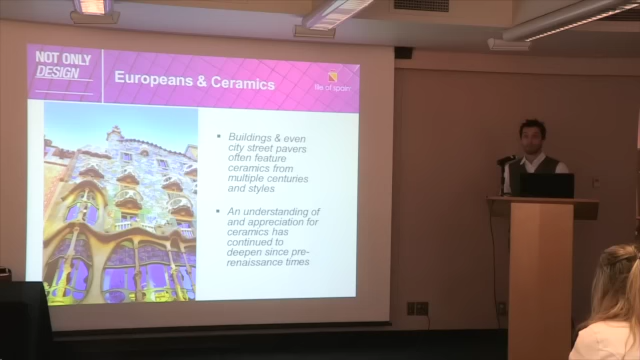 NOT ONLY
DESIGN
Europeans & Ceramics
tile of spain
• Buildings & even
city street pavers
often feature
ceramics from
multiple centuries
and styles
• An understanding of
and appreciation for
ceramics has
continued to
deepen since pre-
renaissance times